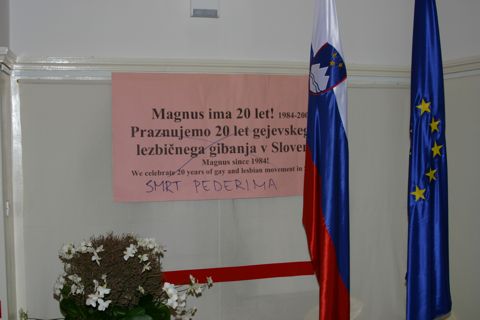 Magnus ima 20 let! 1984-200
Praznujemo 20 let gejevskeg
lezbičnega gibanja v Sloven
Magnus since 1984!
We celebrate 20 years of gay and lesbian movement in
SMRT PEDERIMA